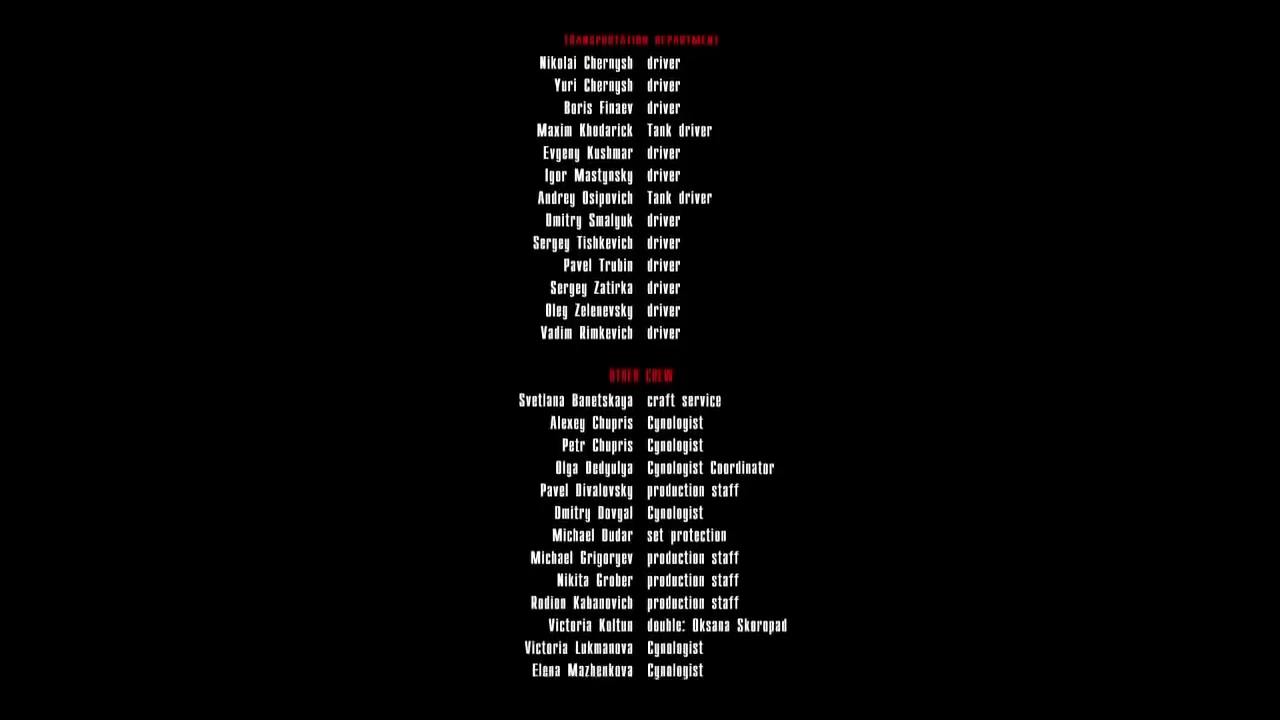 TRANSPORTATION DEPARTMENT
Nikolai Chernysh driver
Yuri Chernysh driver
Boris Finaev driver
Maxim Khodarick Tank driver
Evgeny Kushmar driver
Igor Mastynsky driver
Andrey Osipovich Tank driver
Dmitry Smalyuk driver
Sergey Tishkevich driver
Pavel Trubin driver
Sergey Zatirka driver
Oleg Zelenevsky driver
Vadim Rimkevich driver
OTHER CREW
Svetlana Banetskaya craft service
Alexey Chupris Cynologist
Petr Chupris Cynologist
Olga Dedyulya Cynologist Coordinator
Pavel Divalovsky production staff
Dmitry Dovgal Cynologist
Michael Dudar set protection
Michael Grigoryev production staff
Nikita Grober production staff
Rodion Kabanovich production staff
Victoria Koltun double: Oksana Skoropad
Victoria Lukmanova Cynologist
Elena Mazhenkova Cynologist